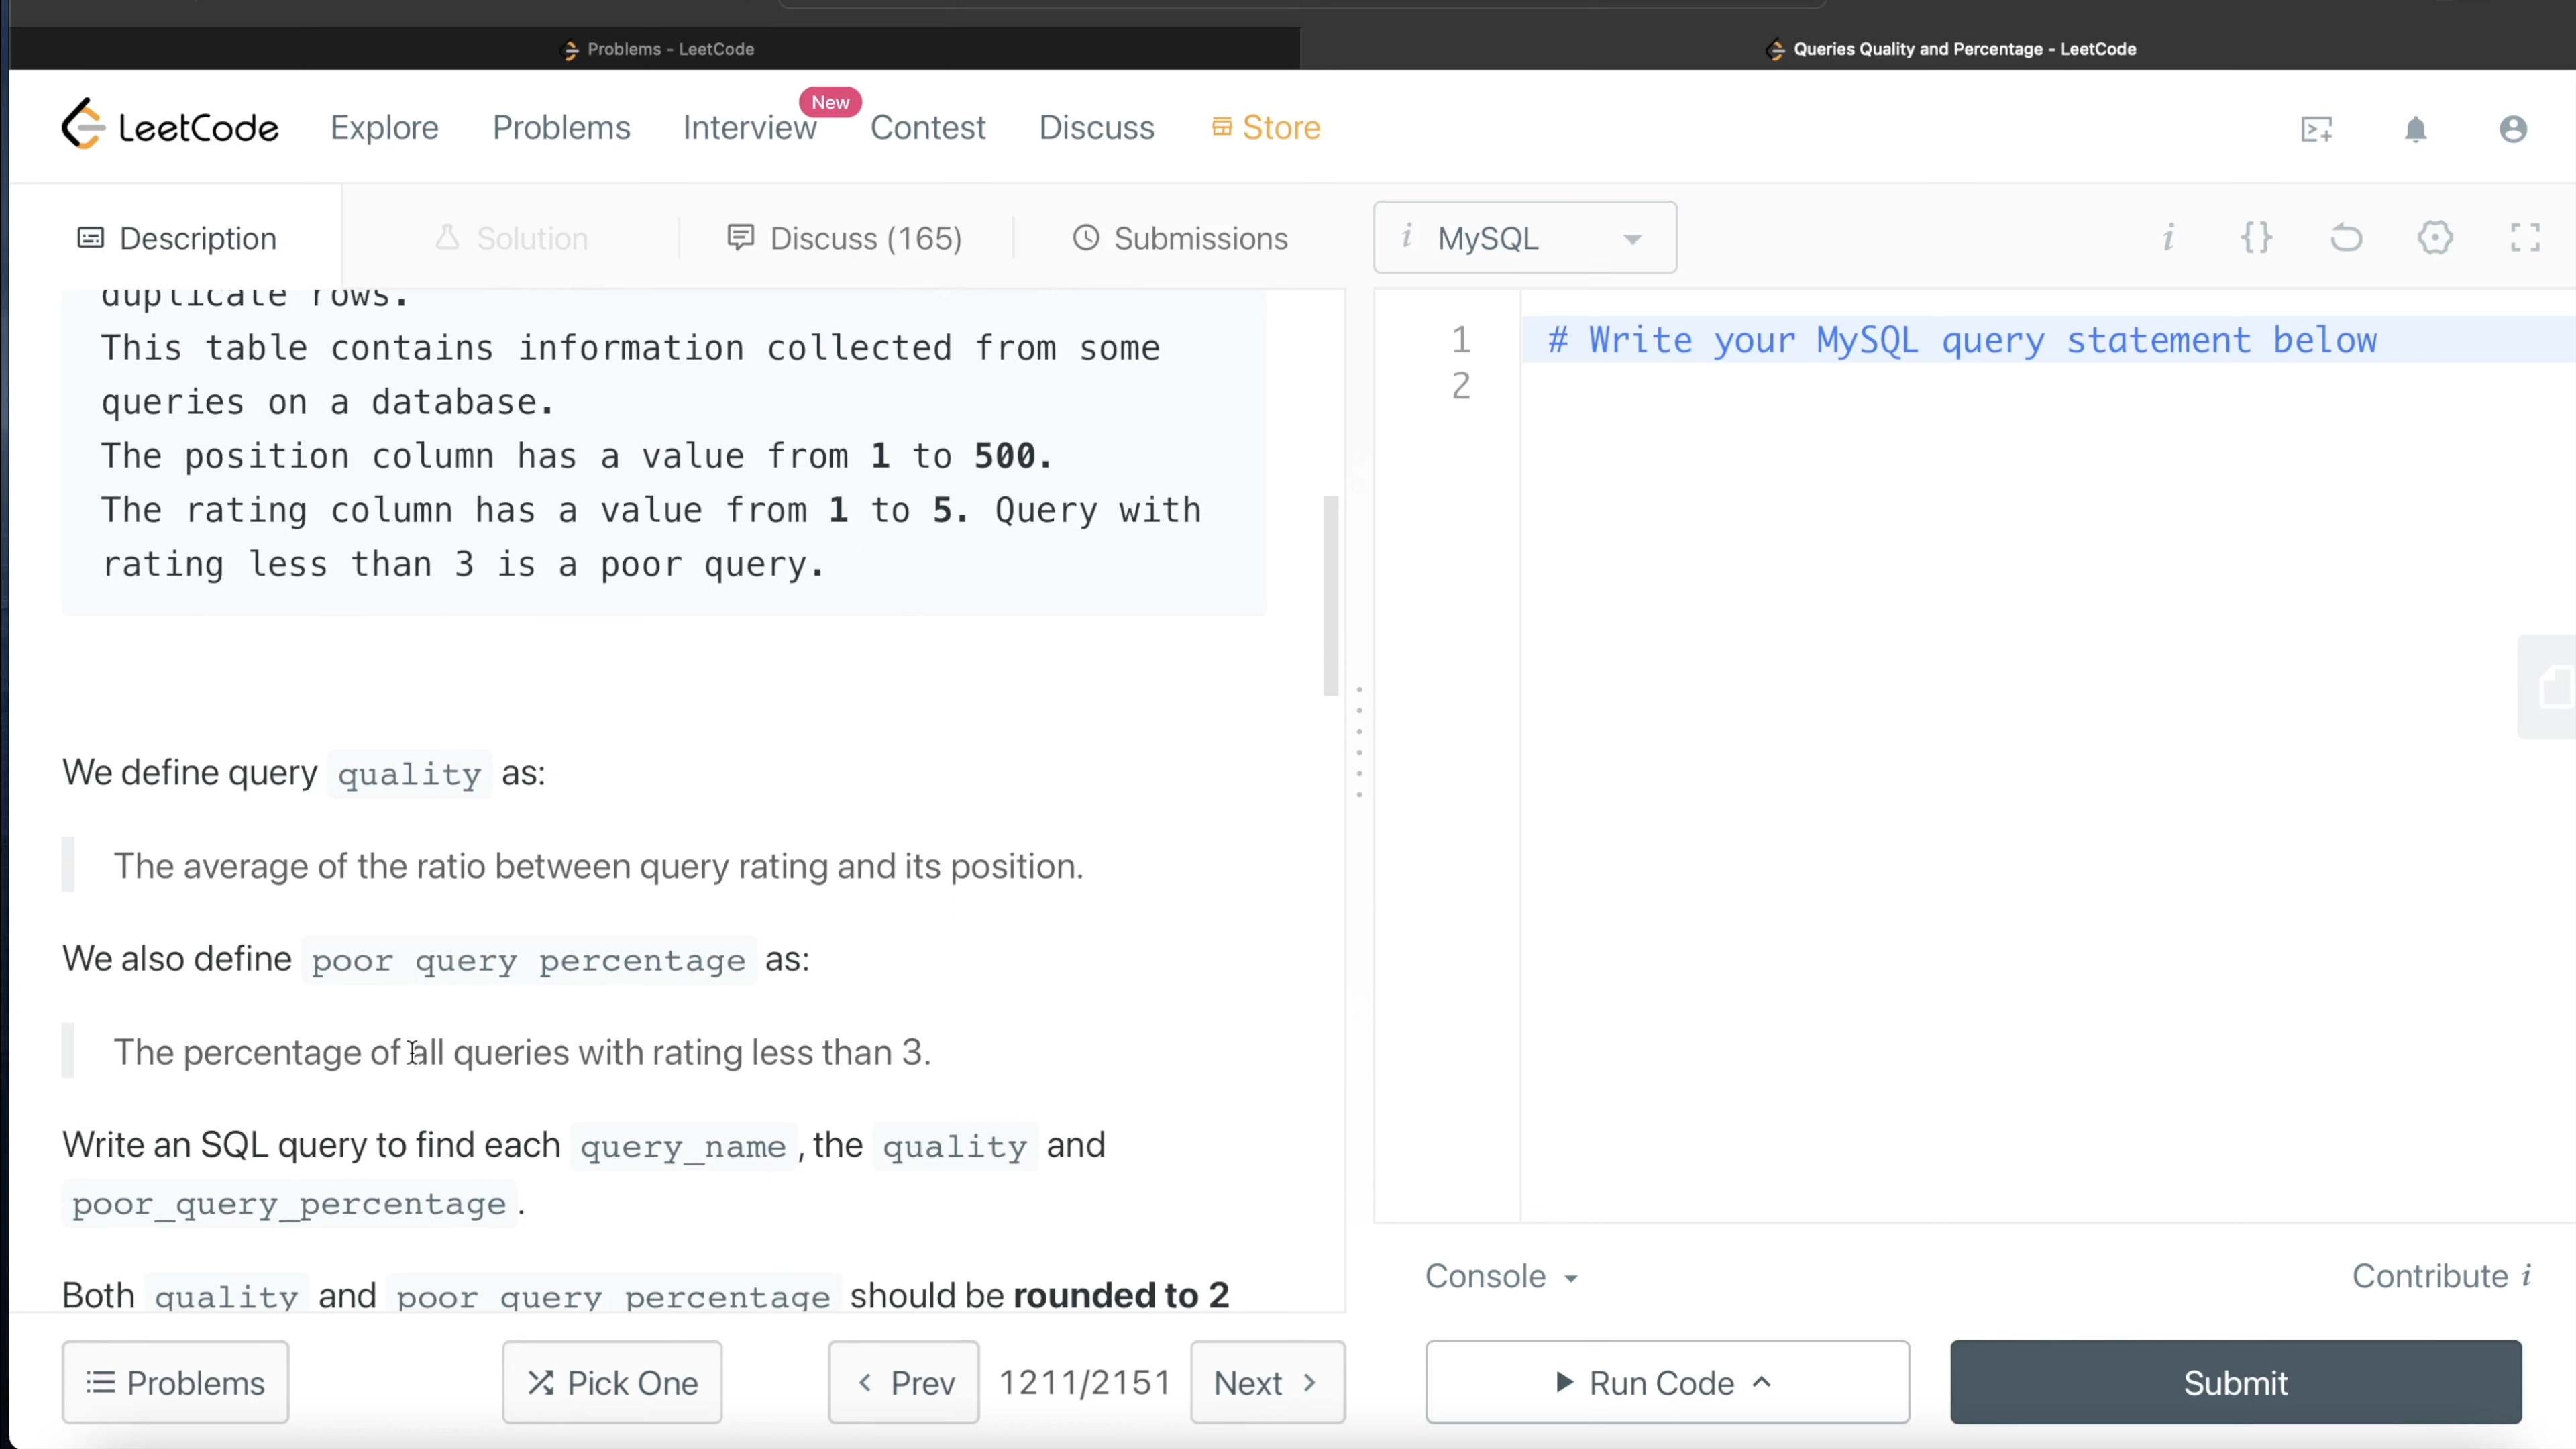 Problems - LeetCode
Queries Quality and Percentage - LeetCode
LeetCode
Explore
Problems
Interview
New
Contest
Discuss
Store
Description
Solution
Discuss (165)
Submissions
i MySQL
i {}
duplicate rows.
This table contains information collected from some
queries on a database.
The position column has a value from 1 to 500.
The rating column has a value from 1 to 5. Query with
rating less than 3 is a poor query.
We define query quality as:
The average of the ratio between query rating and its position.
We also define poor query percentage as:
The percentage of all queries with rating less than 3.
Write an SQL query to find each query_name, the quality and
poor_query_percentage.
Both quality and poor query percentage should be rounded to 2
1 # Write your MySQL query statement below
2
Console
Contribute i
Problems
Pick One
Prev
1211/2151
Next
Run Code
Submit